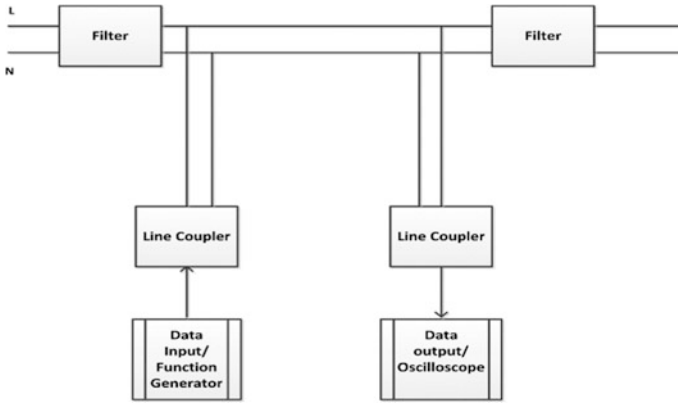 L
Filter
Filter
N
Line Coupler
Line Coupler
Data
Input/
Function
Generator
Data
output/
Oscilloscope